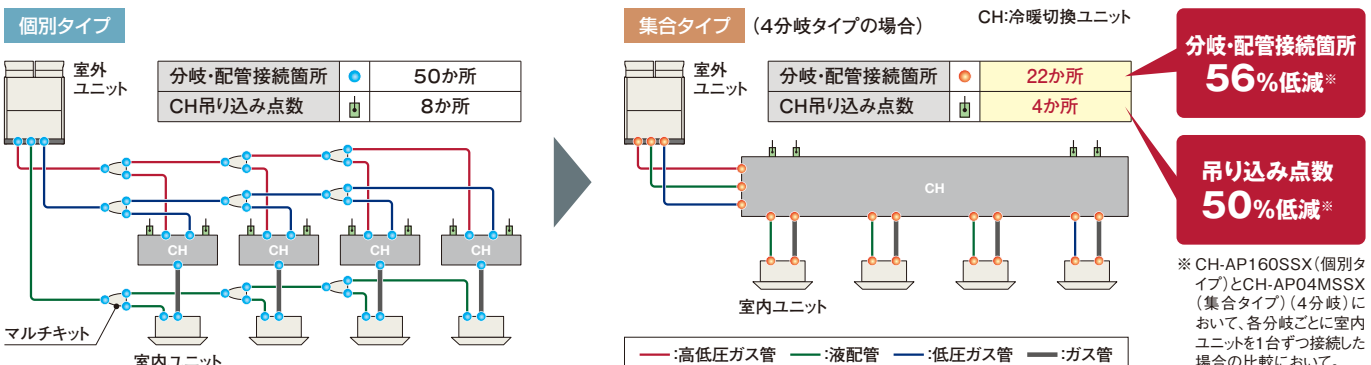 個別タイプ
室外
ユニット
分岐・配管接続箇所 50か所
CH吊り込み点数 8か所
CH
CH
CH
CH
マルチキット
室内ユニット
集合タイプ (4分岐タイプの場合)
CH:冷暖切換ユニット
室外
ユニット
分岐・配管接続箇所 22か所
CH吊り込み点数 4か所
CH
室内ユニット
:高低圧ガス管 :液配管 :低圧ガス管 :ガス管
分岐・配管接続箇所
56%低減※
吊り込み点数
50%低減※
※CH-AP160SSX(個別タ
イプ)とCH-AP04MSSX
(集合タイプ)(4分岐)に
おいて、各分岐ごとに室内
ユニットを1台ずつ接続した
場合の比較において。